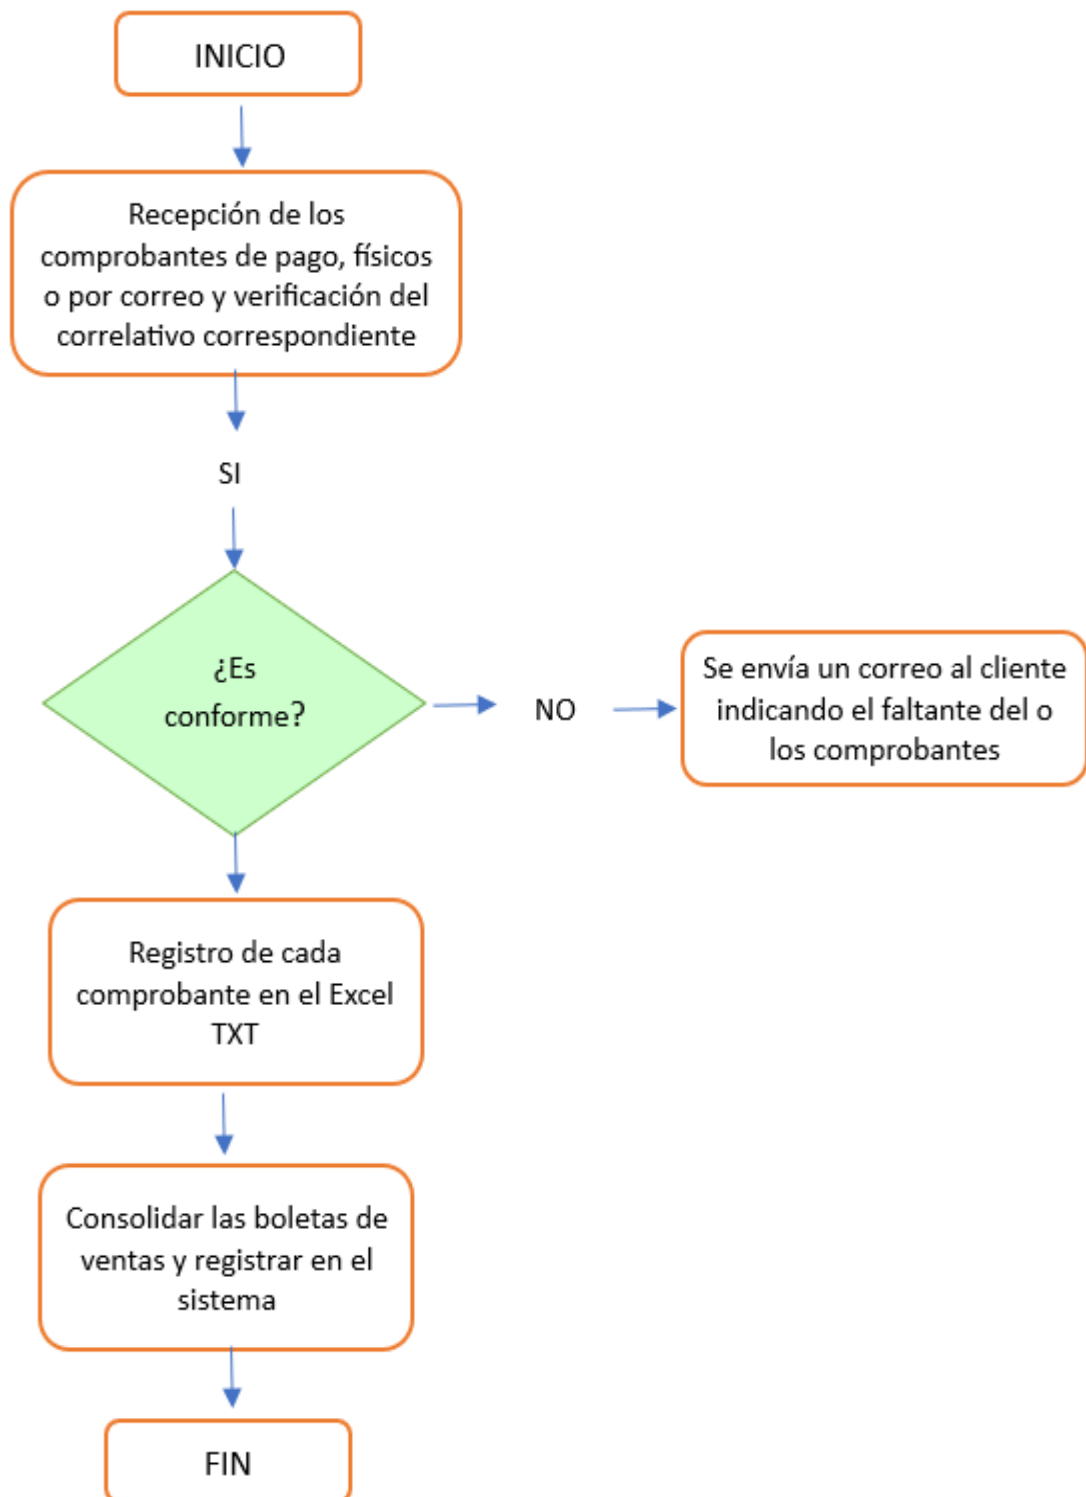 INICIO
Recepción de los
comprobantes de pago, físicos
o por correo y verificación del
correlativo correspondiente
SI
¿Es
conforme?
NO
Se envía un correo al cliente
indicando el faltante del o
los comprobantes
Registro de cada
comprobante en el Excel
TXT
Consolidar las boletas de
ventas y registrar en el
sistema
FIN